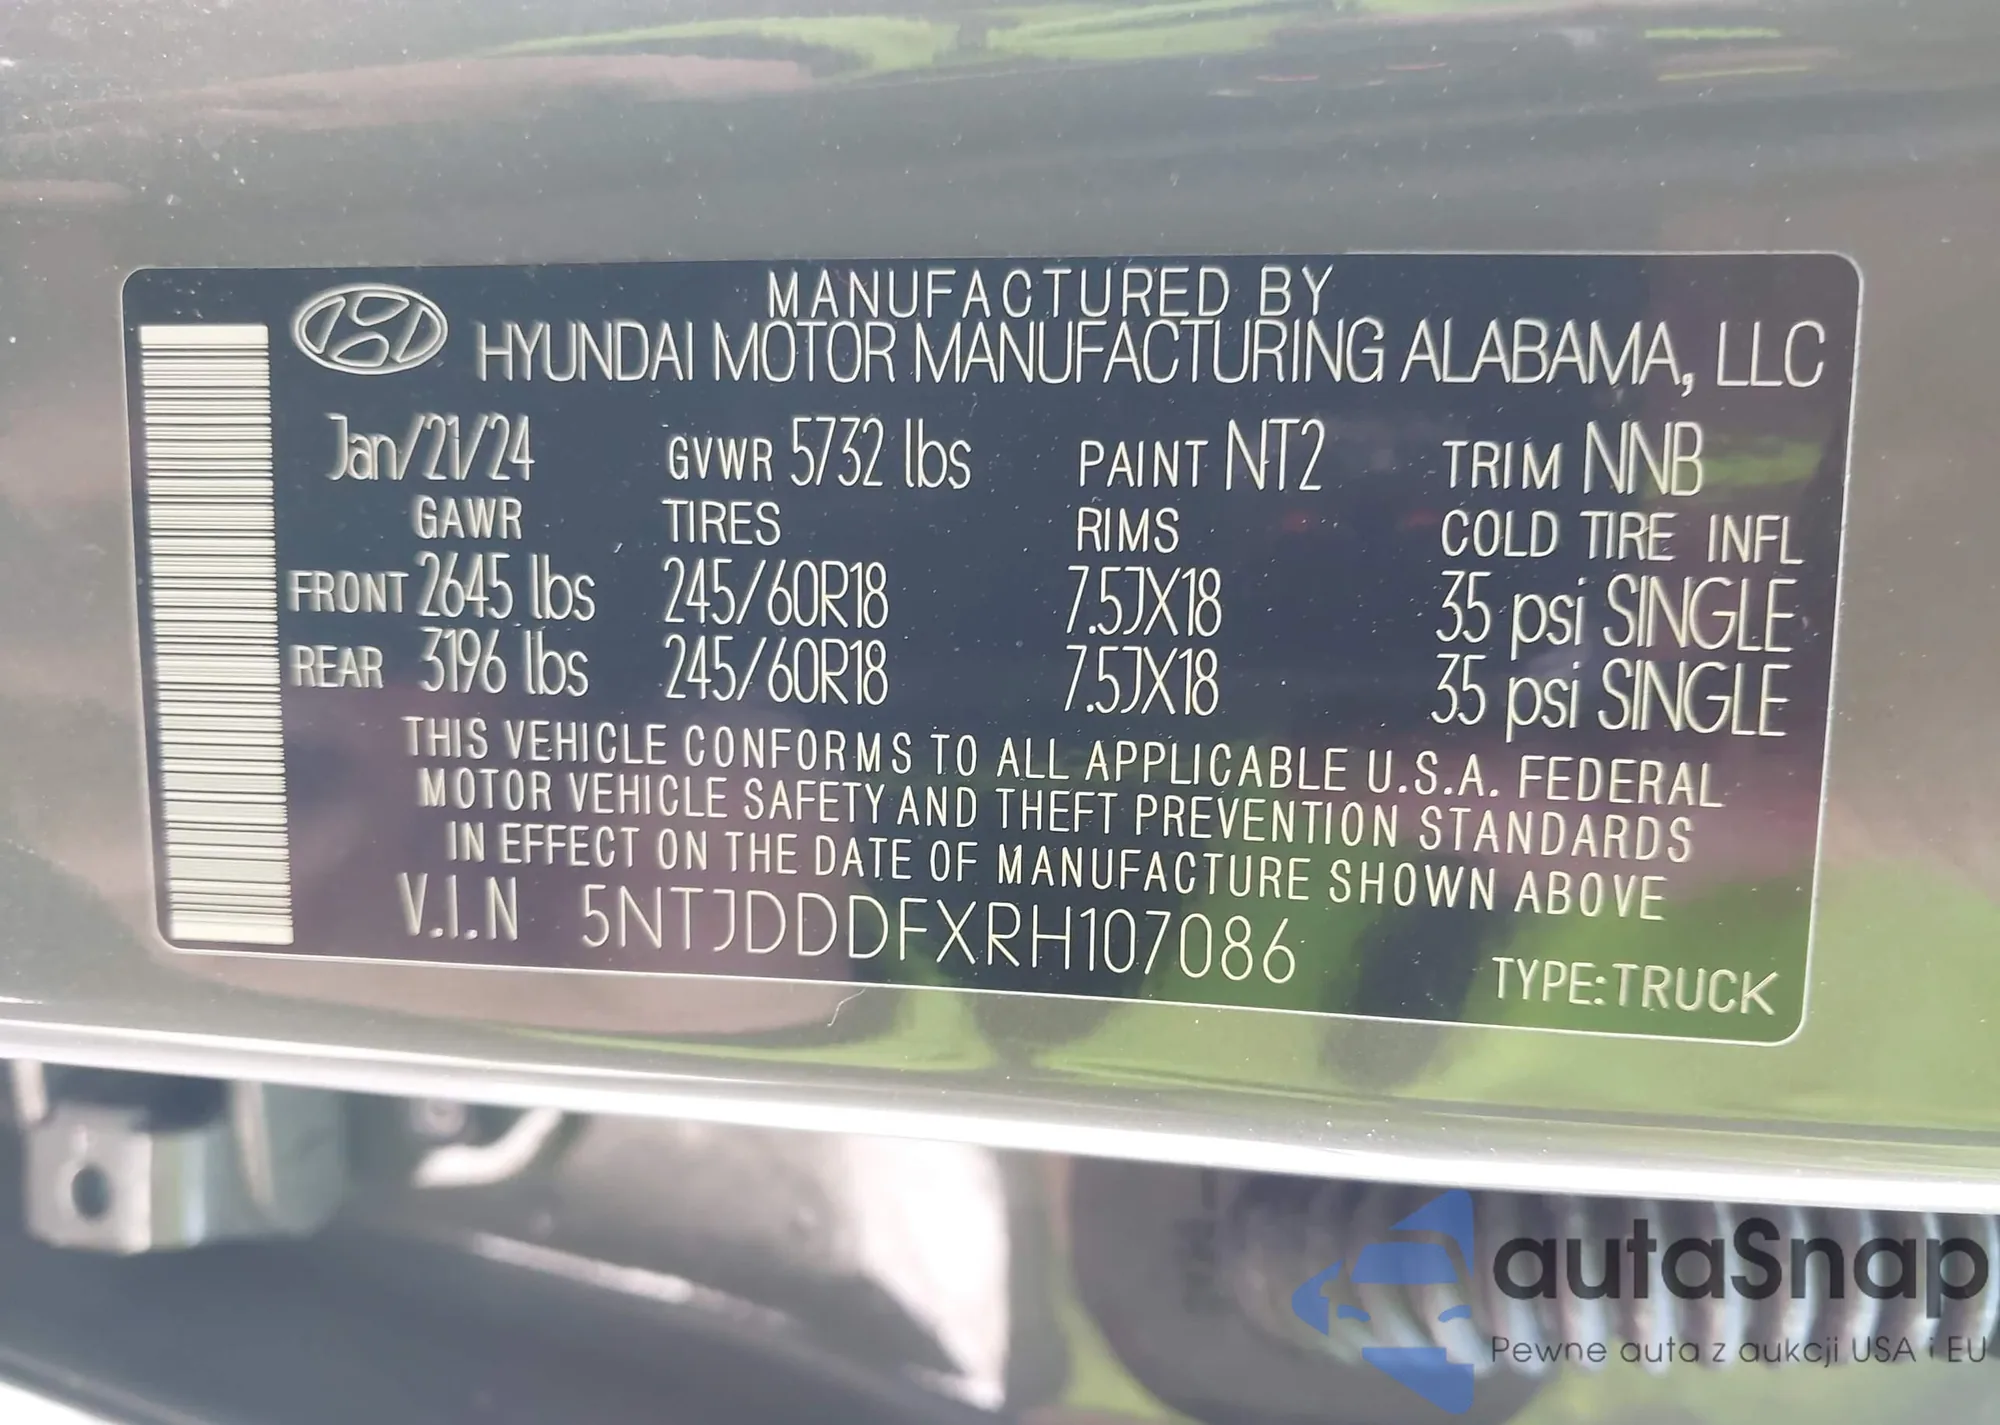 MANUFACTURED BY
HYUNDAI MOTOR MANUFACTURING ALABAMA, LLC
Jan/21/24 GVWR 5732 lbs PAINT NT2 TRIM NNB
GAWR TIRES RIMS COLD TIRE INFL
FRONT 2645 lbs 245/60R18 7.5JX18 35 psi SINGLE
REAR 3196 lbs 245/60R18 7.5JX18 35 psi SINGLE
THIS VEHICLE CONFORMS TO ALL APPLICABLE U.S.A. FEDERAL
MOTOR VEHICLE SAFETY AND THEFT PREVENTION STANDARDS
IN EFFECT ON THE DATE OF MANUFACTURE SHOWN ABOVE
V.I.N 5NTJDDDFXRH107086
TYPE:TRUCK
autaSnap
Pewne auta z aukcji USA i EU